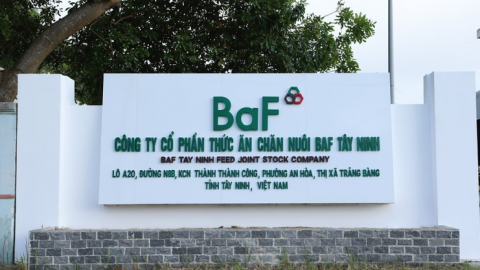 BaF
CÔNG TY CỔ PHẦN THỨC ĂN CHĂN NUÔI BAF TÂY NINH
BAF TAY NINH FEED JOINT STOCK COMPANY
LÔ A20, ĐƯỜNG N8B, KCN THÀNH THÀNH CÔNG, PHƯỜNG AN HÒA, THỊ XÃ TRẢNG BÀNG
TỈNH TÂY NINH, VIỆT NAM